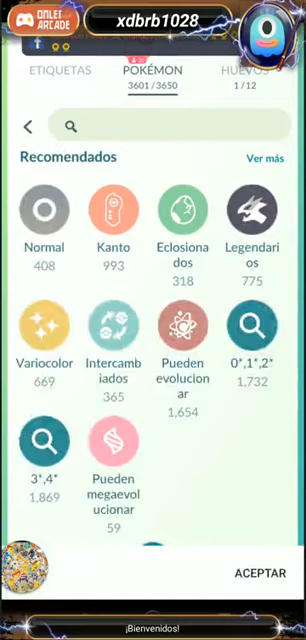 OMLET
ARCADE
xdbrb1028
ETIQUETAS
POKÉMON
HUEVOS
3601 / 3650
1 / 12
Recomendados
Ver más
Normal
408
Kanto
993
Eclosiona
dos
318
Legendari
os
775
Variocolor
669
Intercamb
iados
365
Pueden
evolucion
ar
1,654
0*,1*,2*
1,732
3*,4*
1,869
Pueden
megaevol
ucionar
59
ACEPTAR
¡Bienvenidos!